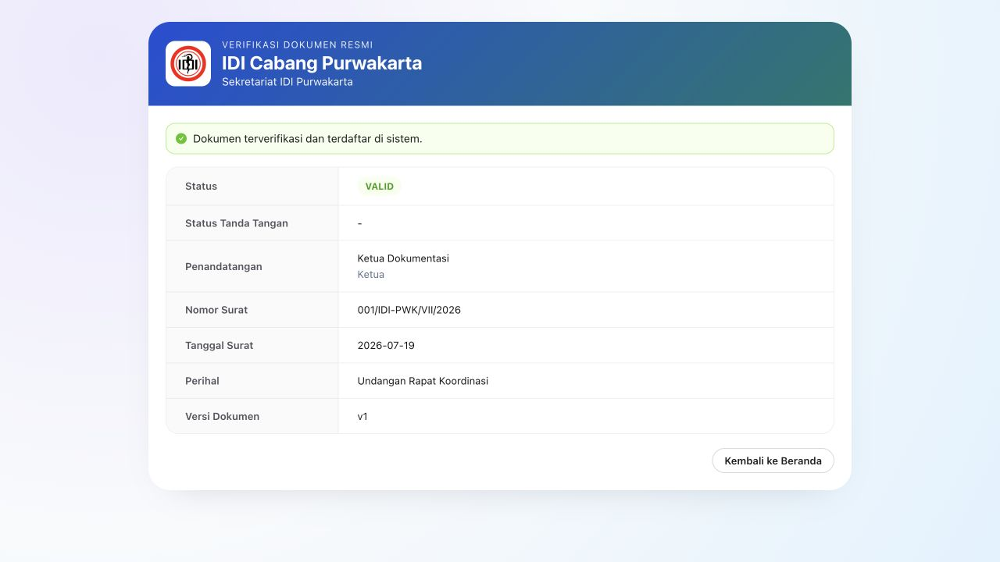 VERIFIKASI DOKUMEN RESMI
IDI Cabang Purwakarta
Sekretariat IDI Purwakarta
IDI
Dokumen terverifikasi dan terdaftar di sistem.
Status
VALID
Status Tanda Tangan
-
Penandatangan
Ketua Dokumentasi
Ketua
Nomor Surat
001/IDI-PWK/VII/2026
Tanggal Surat
2026-07-19
Perihal
Undangan Rapat Koordinasi
Versi Dokumen
v1
Kembali ke Beranda